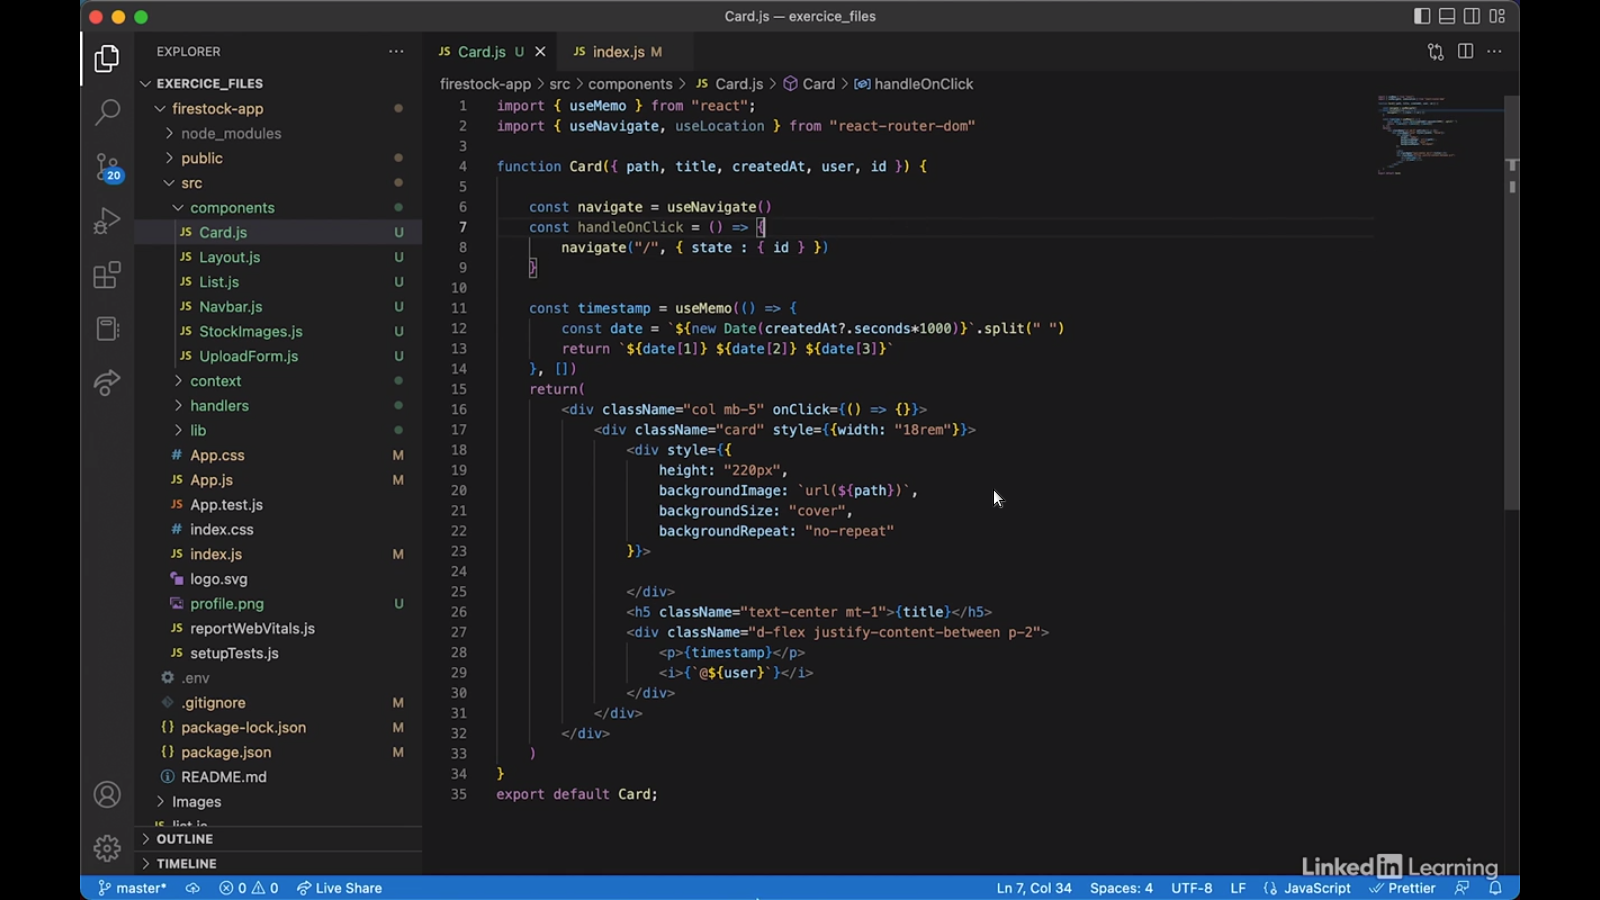 Card.js — exercice_files
EXPLORER
EXERCICE_FILES
firestock-app
node_modules
public
src
components
JS Card.js U
JS Layout.js U
JS List.js U
JS Navbar.js U
JS StockImages.js U
JS UploadForm.js U
context
handlers
lib
# App.css M
JS App.js M
JS App.test.js
# index.css
JS index.js M
logo.svg
profile.png U
JS reportWebVitals.js
JS setupTests.js
.env
.gitignore M
{} package-lock.json M
{} package.json M
README.md
Images
JS list.js
OUTLINE
TIMELINE
20
JS Card.js U
JS index.js M
firestock-app > src > components > JS Card.js > Card > handleOnClick
1 import { useMemo } from "react";
2 import { useNavigate, useLocation } from "react-router-dom"
3
4 function Card({ path, title, createdAt, user, id }) {
5
6 const navigate = useNavigate()
7 const handleOnClick = () => {
8 navigate("/", { state : { id } })
9 }
10
11 const timestamp = useMemo(() => {
12 const date = `${new Date(createdAt?.seconds*1000)}`.split(" ")
13 return `${date[1]} ${date[2]} ${date[3]}`
14 }, [])
15 return(
16 <div className="col mb-5" onClick={() => {}}>
17 <div className="card" style={{width: "18rem"}}>
18 <div style={{
19 height: "220px",
20 backgroundImage: `url(${path})`,
21 backgroundSize: "cover",
22 backgroundRepeat: "no-repeat"
23 }}>
24
25 </div>
26 <h5 className="text-center mt-1">{title}</h5>
27 <div className="d-flex justify-content-between p-2">
28 <p>{timestamp}</p>
29 <i>{`@${user}`}</i>
30 </div>
31 </div>
32 </div>
33 )
34 }
35 export default Card;
LinkedIn Learning
master* 0 0 Live Share
Ln 7, Col 34 Spaces: 4 UTF-8 LF {} JavaScript Prettier